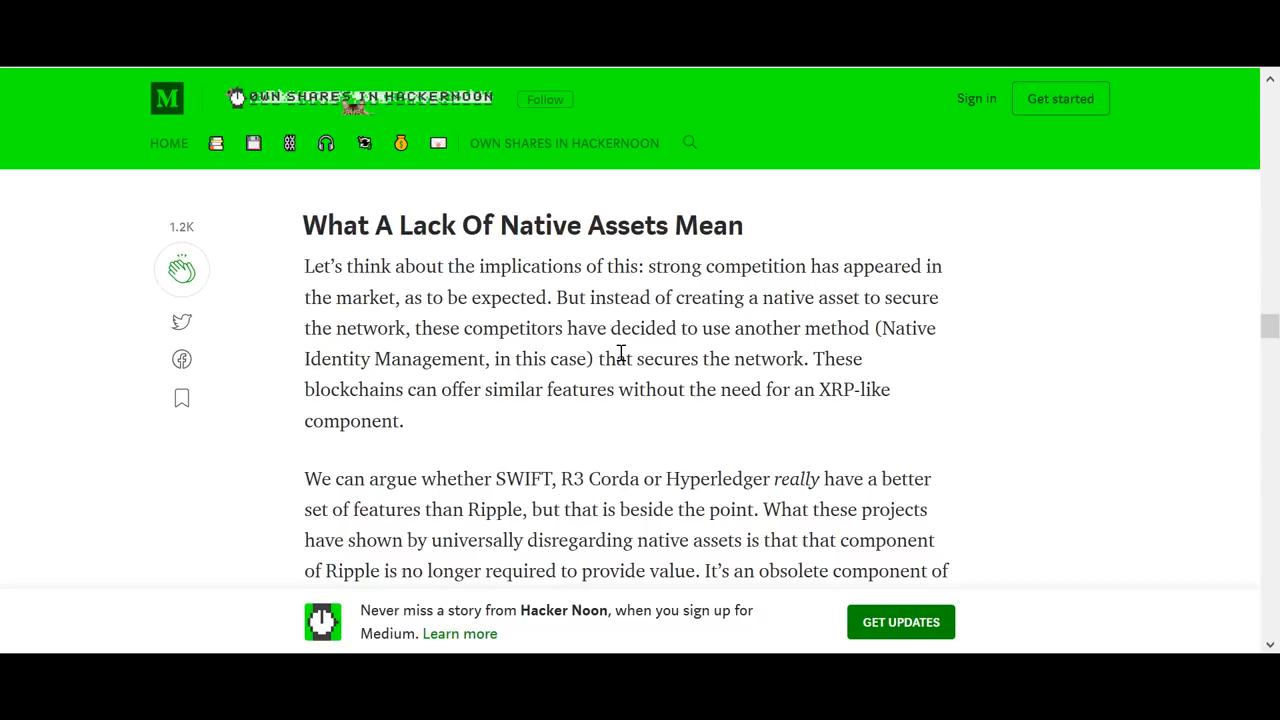 M
OWN SHARES IN HACKERNOON
Follow
Sign in
Get started
HOME
OWN SHARES IN HACKERNOON
What A Lack Of Native Assets Mean
1.2K
Let’s think about the implications of this: strong competition has appeared in
the market, as to be expected. But instead of creating a native asset to secure
the network, these competitors have decided to use another method (Native
Identity Management, in this case) that secures the network. These
blockchains can offer similar features without the need for an XRP-like
component.
We can argue whether SWIFT, R3 Corda or Hyperledger really have a better
set of features than Ripple, but that is beside the point. What these projects
have shown by universally disregarding native assets is that that component
of Ripple is no longer required to provide value. It’s an obsolete component of
Never miss a story from Hacker Noon, when you sign up for
Medium. Learn more
GET UPDATES